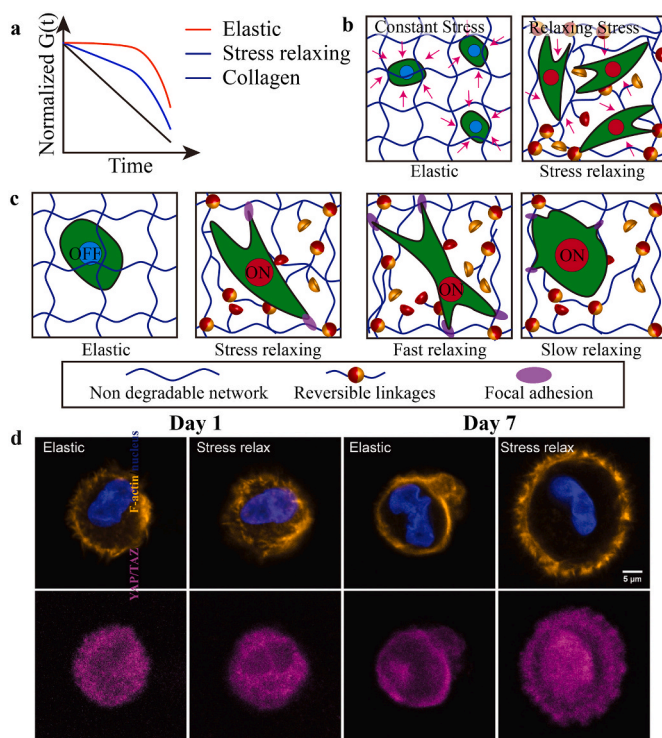 a
Normalized G(t)
Time
Elastic
Stress relaxing
Collagen
b
Constant Stress
Relaxing Stress
Elastic
Stress relaxing
c
OFF
ON
ON
ON
Elastic
Stress relaxing
Fast relaxing
Slow relaxing
Non degradable network
Reversible linkages
Focal adhesion
Day 1
Day 7
d
Elastic
Stress relax
Elastic
Stress relax
F-actin/nucleus
YAP/TAZ
5 µm